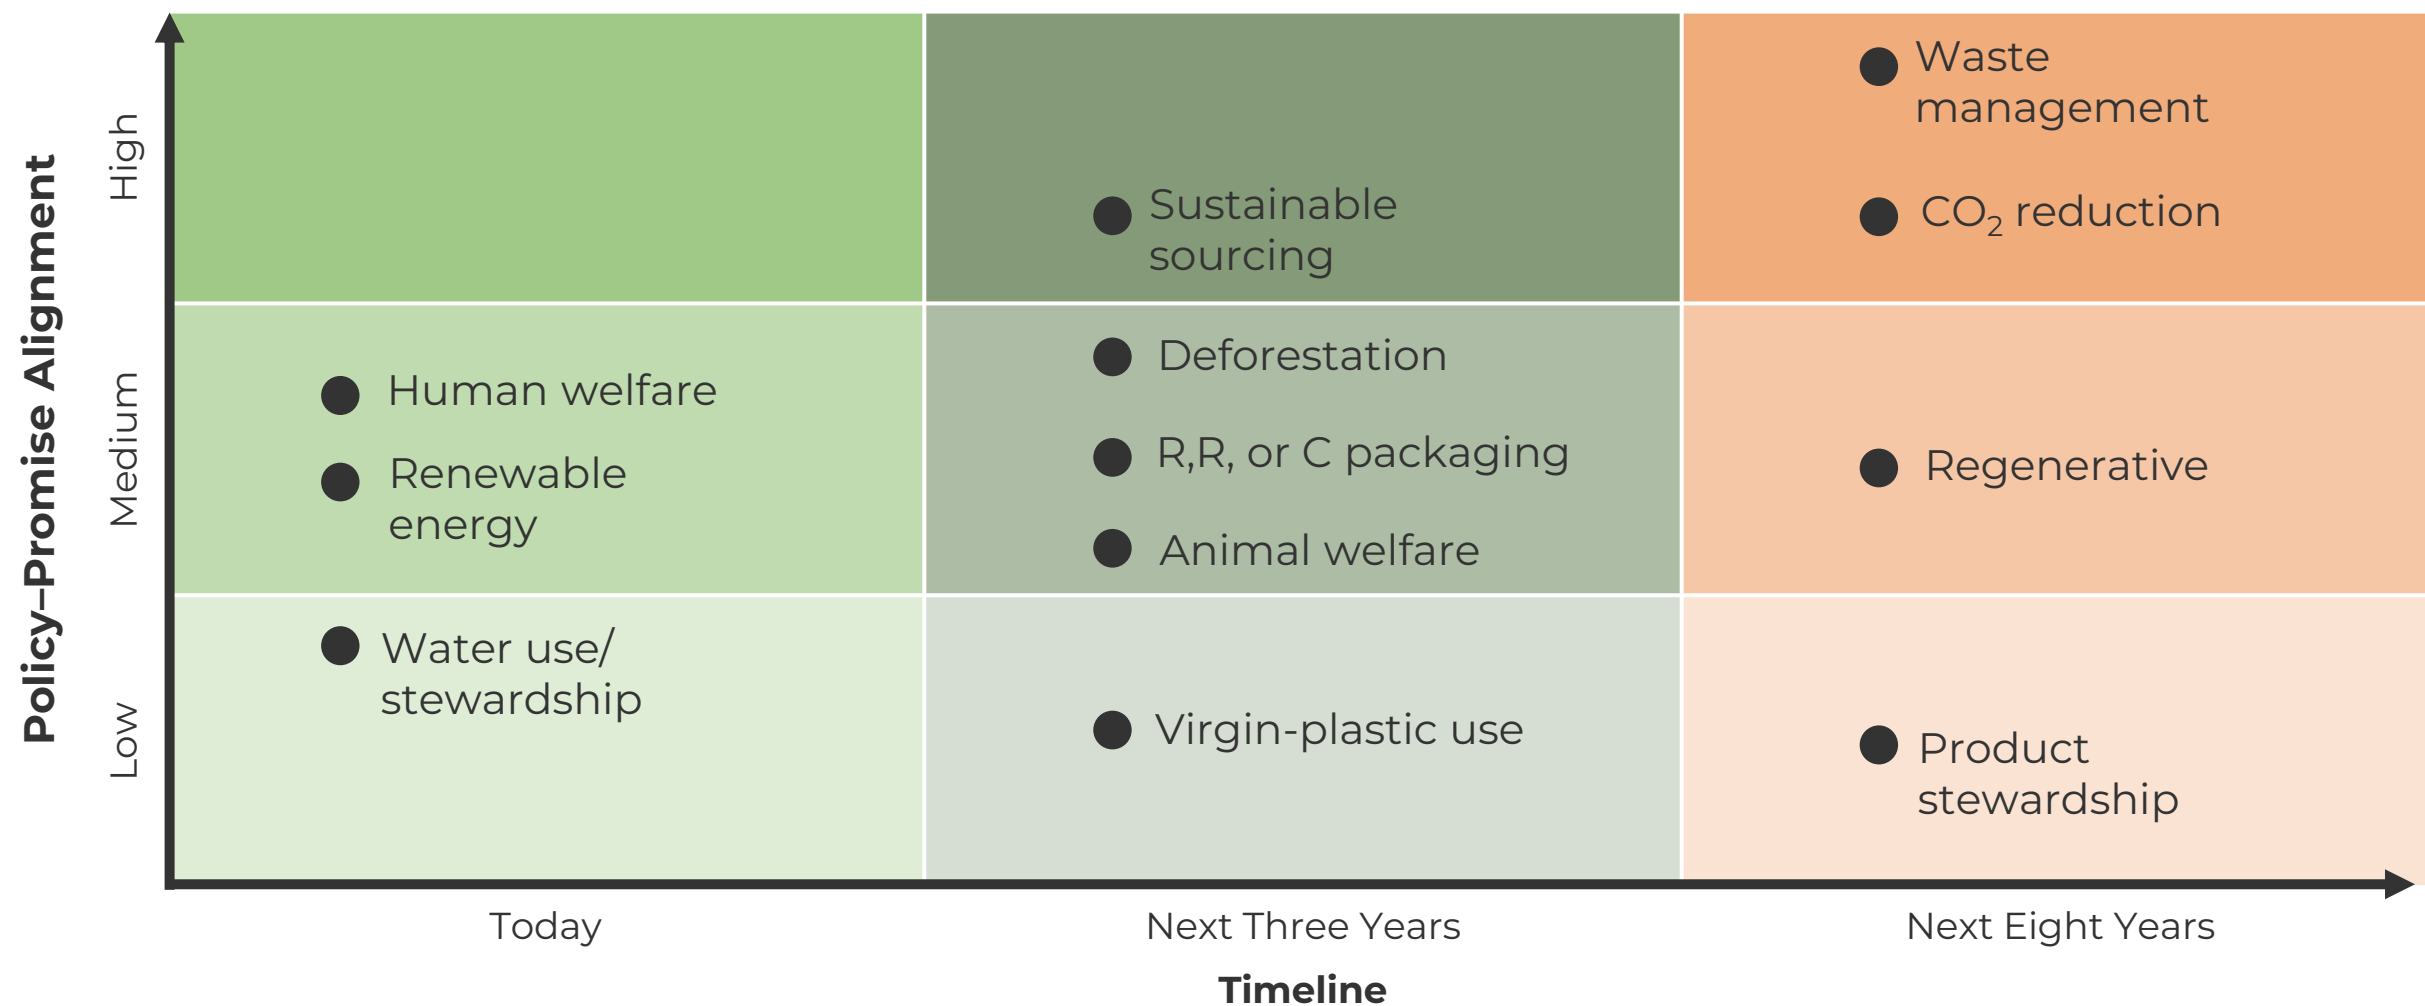 Policy–Promise Alignment
High
Medium
Low
Waste
management
Sustainable
sourcing
CO₂ reduction
Human welfare
Renewable
energy
Deforestation
R,R, or C packaging
Animal welfare
Regenerative
Water use/
stewardship
Virgin-plastic use
Product
stewardship
Today
Next Three Years
Next Eight Years
Timeline